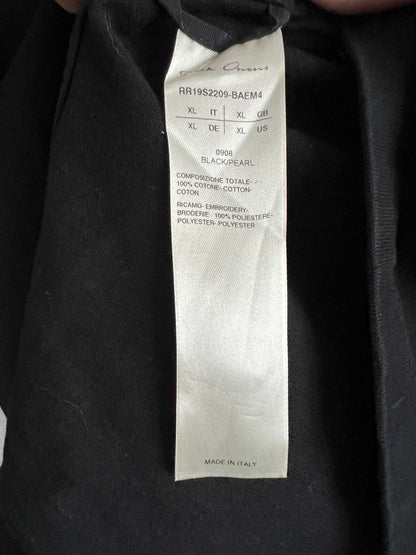 Rick Owens
RR19S2209-BAEM4
XL IT XL GB
XL DE XL US
0908
BLACK/PEARL
COMPOSIZIONE TOTALE-
100% COTONE- COTTON-
COTON
RICAMO- EMBROIDERY-
BRODERIE 100% POLIESTERE-
POLYESTER- POLYESTER
MADE IN ITALY